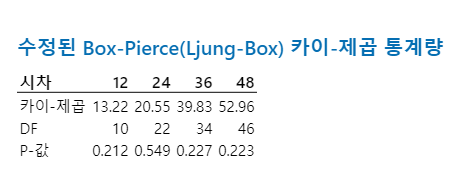 수정된 Box-Pierce(Ljung-Box) 카이-제곱 통계량
시차 12 24 36 48
카이-제곱 13.22 20.55 39.83 52.96
DF 10 22 34 46
P-값 0.212 0.549 0.227 0.223